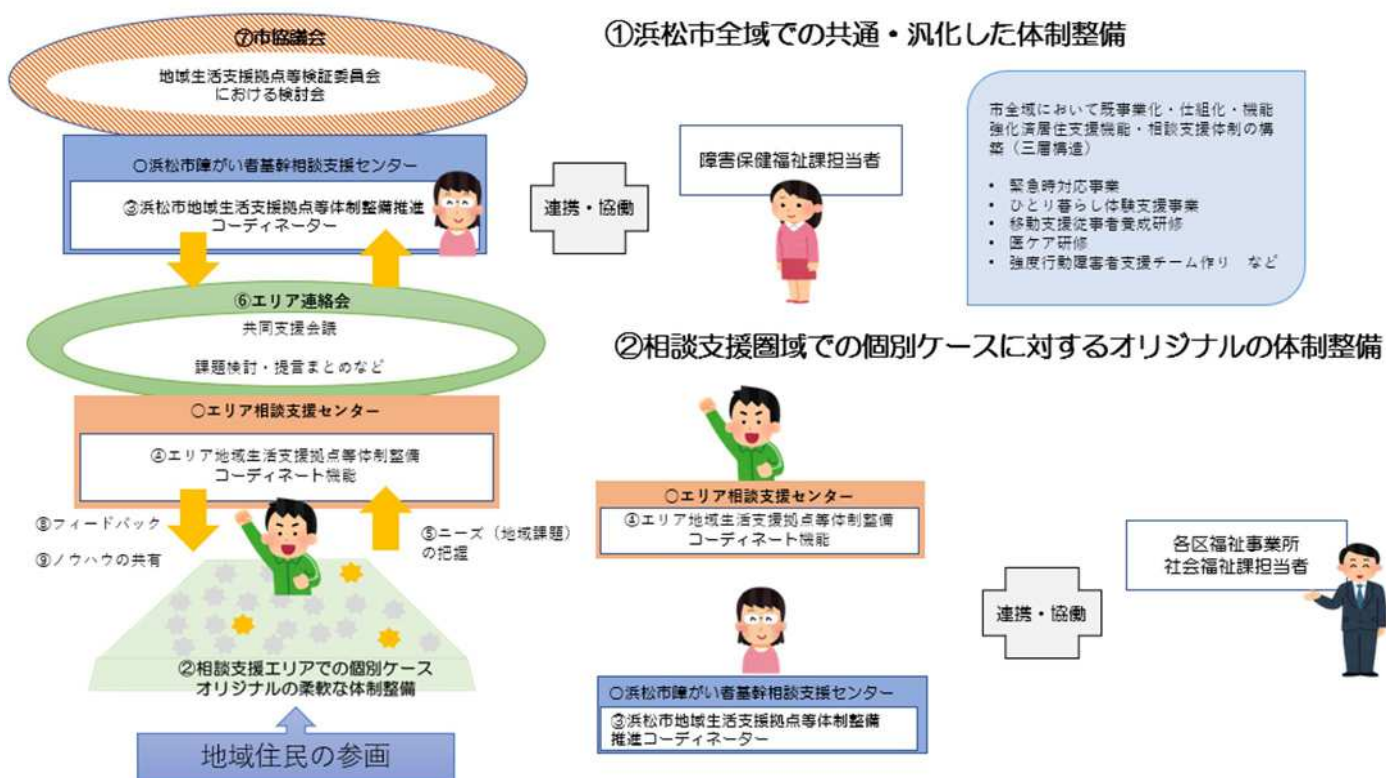 ⑦市協議会
地域生活支援拠点等検証委員会
における検討会
〇浜松市障がい者基幹相談支援センター
③浜松市地域生活支援拠点等体制整備推進
コーディネーター
⑥エリア連絡会
共同支援会議
課題検討・提言まとめなど
〇エリア相談支援センター
④エリア地域生活支援拠点等体制整備
コーディネート機能
⑧フィードバック
⑨ノウハウの共有
⑤ニーズ（地域課題）
の把握
②相談支援エリアでの個別ケース
オリジナルの柔軟な体制整備
地域住民の参画
①浜松市全域での共通・汎化した体制整備
連携・協働
障害保健福祉課担当者
市全域において既事業化・仕組化・機能
強化済居住支援機能・相談支援体制の構
築（三層構造）
• 緊急時対応事業
• ひとり暮らし体験支援事業
• 移動支援従事者養成研修
• 医ケア研修
• 強度行動障害者支援チーム作り　など
②相談支援圏域での個別ケースに対するオリジナルの体制整備
〇エリア相談支援センター
④エリア地域生活支援拠点等体制整備
コーディネート機能
連携・協働
各区福祉事業所
社会福祉課担当者
〇浜松市障がい者基幹相談支援センター
③浜松市地域生活支援拠点等体制整備
推進コーディネーター